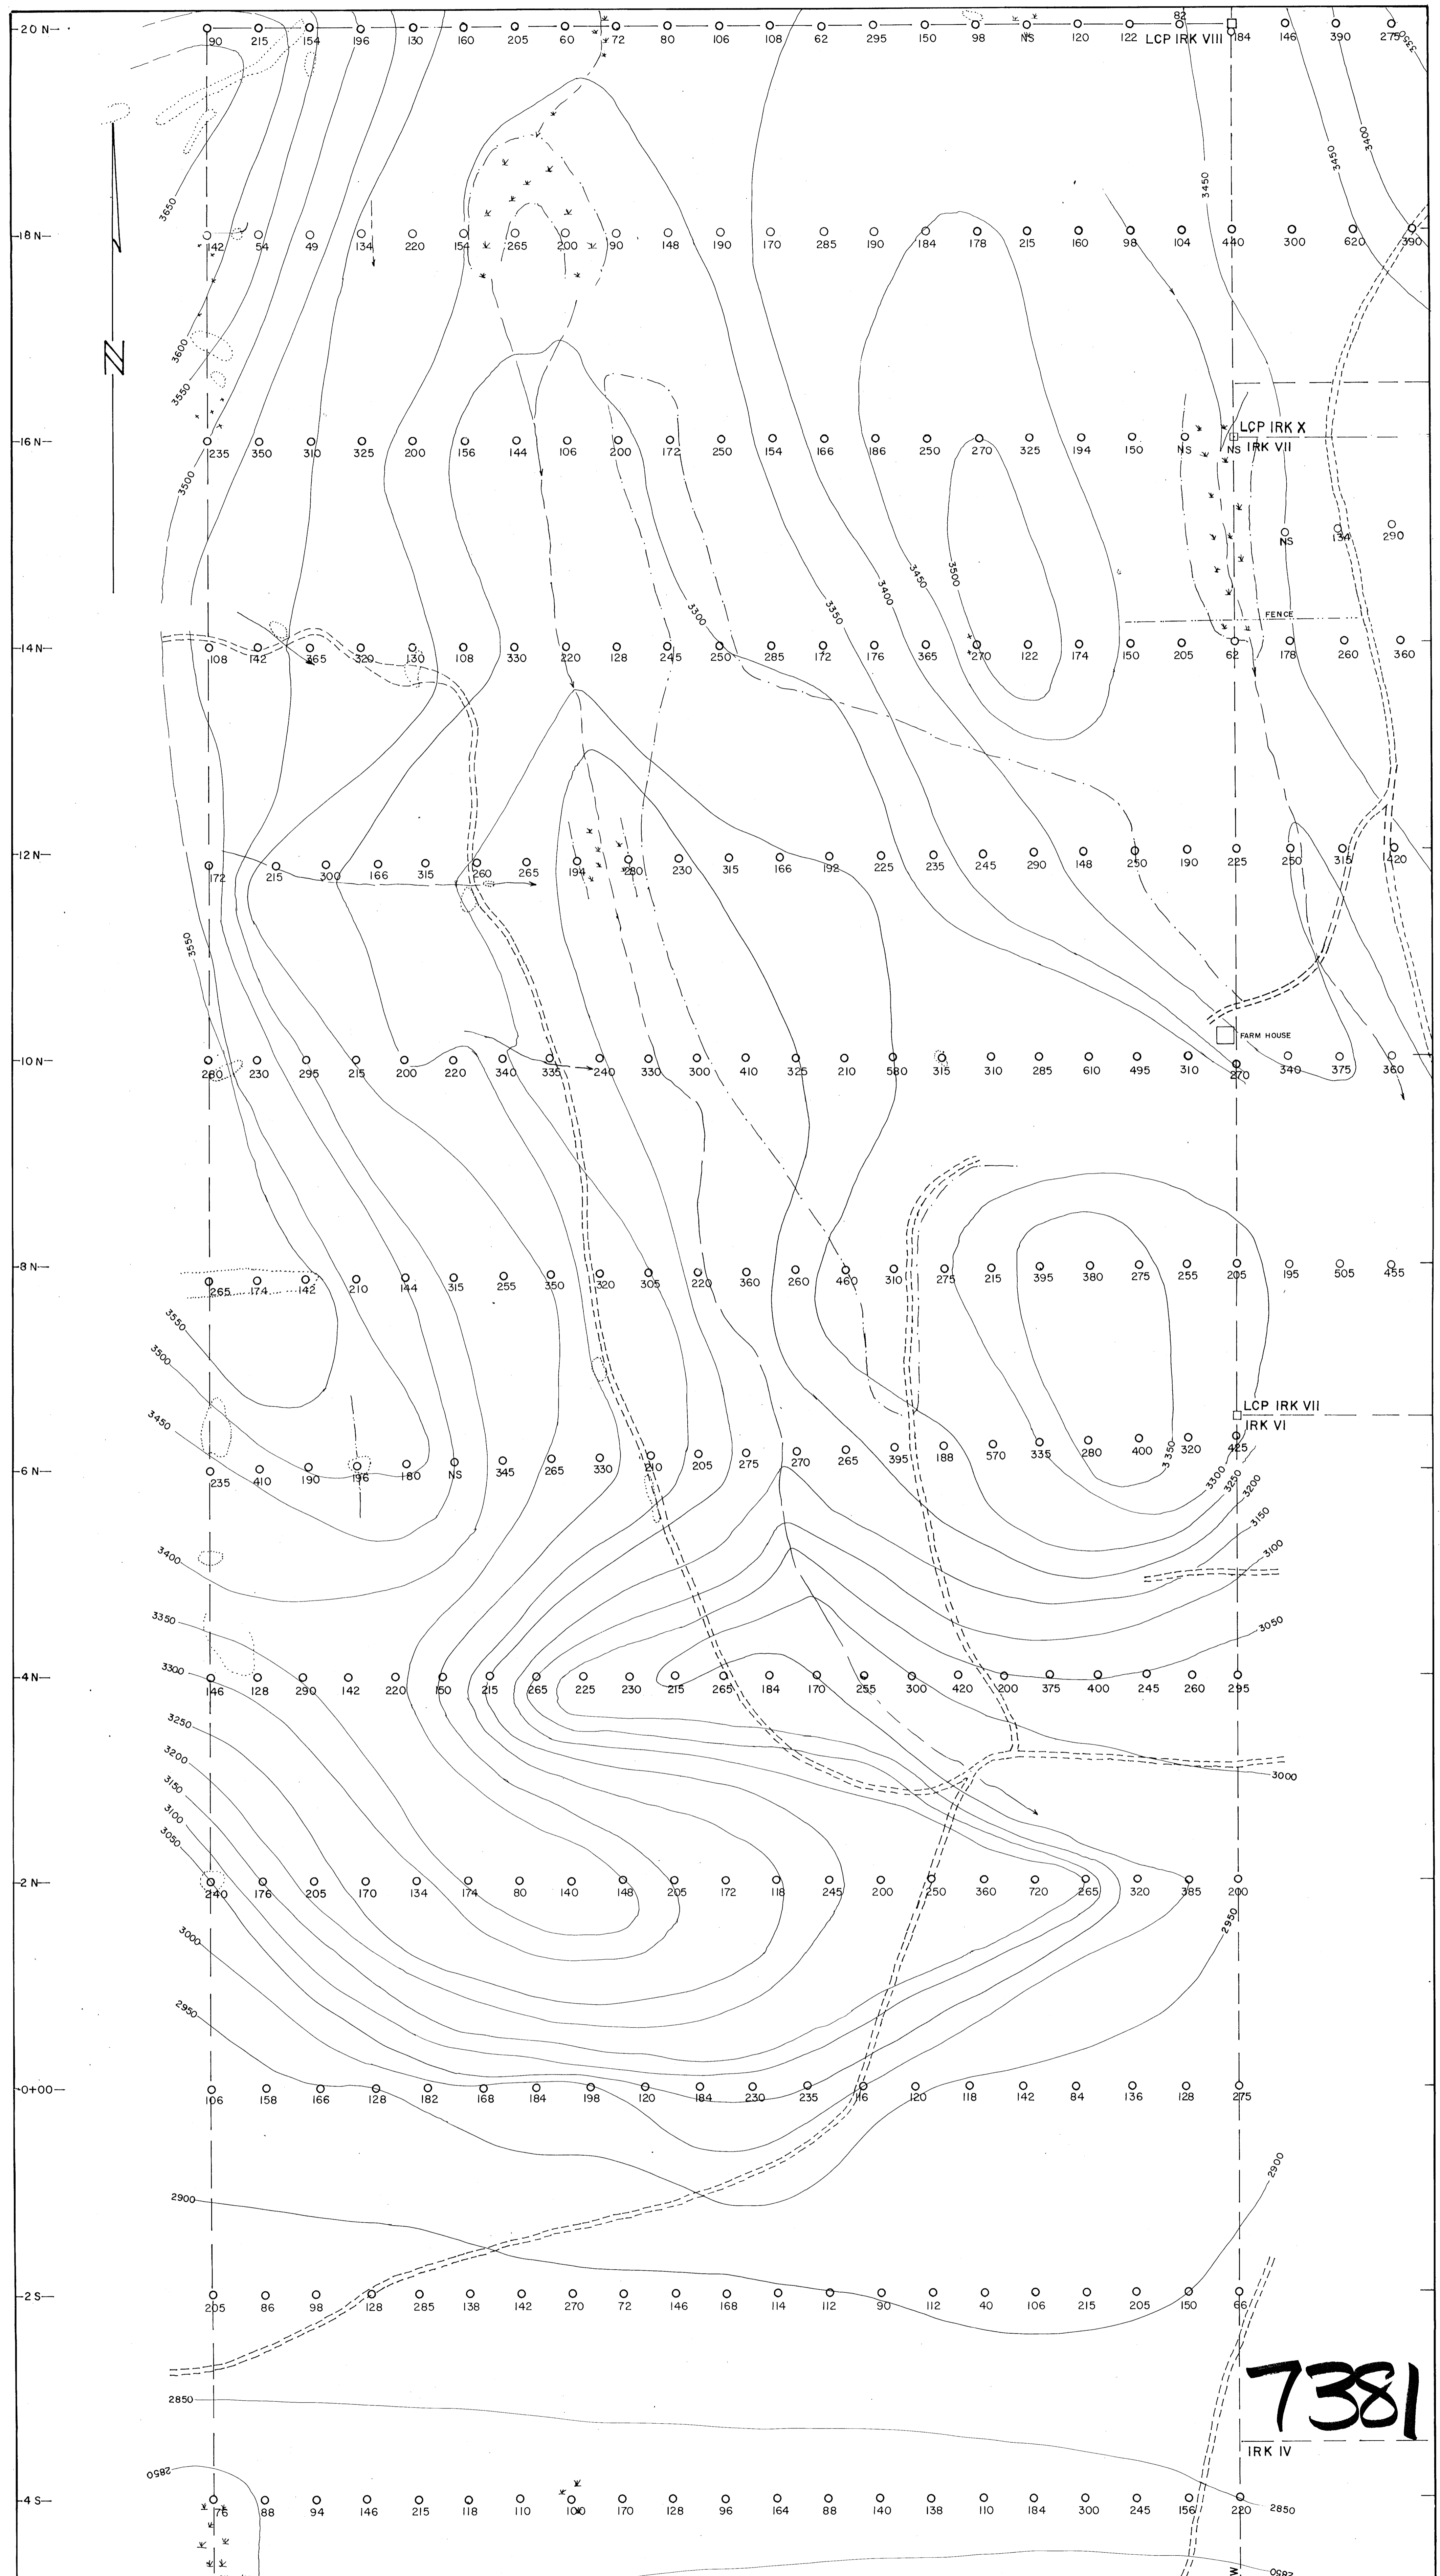 82
20 N
90 215 154 196 130 160 205 60 72 80 106 108 62 295 150 98 NS 120 122 LCP IRK VIII 184 146 390 275
3350
3400
3450
3450
3650
18 N
142 54 49 134 220 154 265 200 90 148 190 170 285 190 184 178 215 160 98 104 440 300 620 390
N
3600
3550
LCP IRK X
16 N
235 350 310 325 200 156 144 106 200 172 250 154 166 186 250 270 325 194 150 NS NS IRK VII
3500
NS 134 290
3500
3450
3400
3350
3300
FENCE
14 N
108 142 365 320 130 108 330 220 128 245 250 285 172 176 365 270 122 174 150 205 62 178 260 360
12 N
172 215 300 166 315 260 265 194 280 230 315 166 192 225 235 245 290 148 250 190 225 250 315 420
3550
FARM HOUSE
10 N
280 230 295 215 200 220 340 335 240 330 300 410 325 210 580 315 310 285 610 495 310 270 340 375 360
8 N
265 174 142 210 144 315 255 350 320 305 220 360 260 460 310 275 215 395 380 275 255 205 195 505 455
3550
3500
3450
LCP IRK VII
IRK VI
6 N
235 410 190 196 180 NS 345 265 330 210 205 275 270 265 395 188 570 335 280 400 320 425
3350
3300
3250
3200
3150
3100
3050
3400
3350
3300
4 N
146 128 290 142 220 150 215 265 225 230 215 265 184 170 255 300 420 200 375 400 245 260 295
3250
3200
3150
3100
3050
3000
2 N
240 176 205 170 134 174 80 140 148 205 172 118 245 200 250 360 720 265 320 385 200
2950
3000
2950
0+00
106 158 166 128 182 168 184 198 120 184 230 235 116 120 118 142 84 136 128 275
2900
2900
2 S
205 86 98 128 285 138 142 270 72 146 168 114 112 90 112 40 106 215 205 150 66
7381
2850
IRK IV
2850
4 S
76 88 94 146 215 118 110 100 170 128 96 164 88 140 138 110 184 300 245 156 220
2850
2850
W